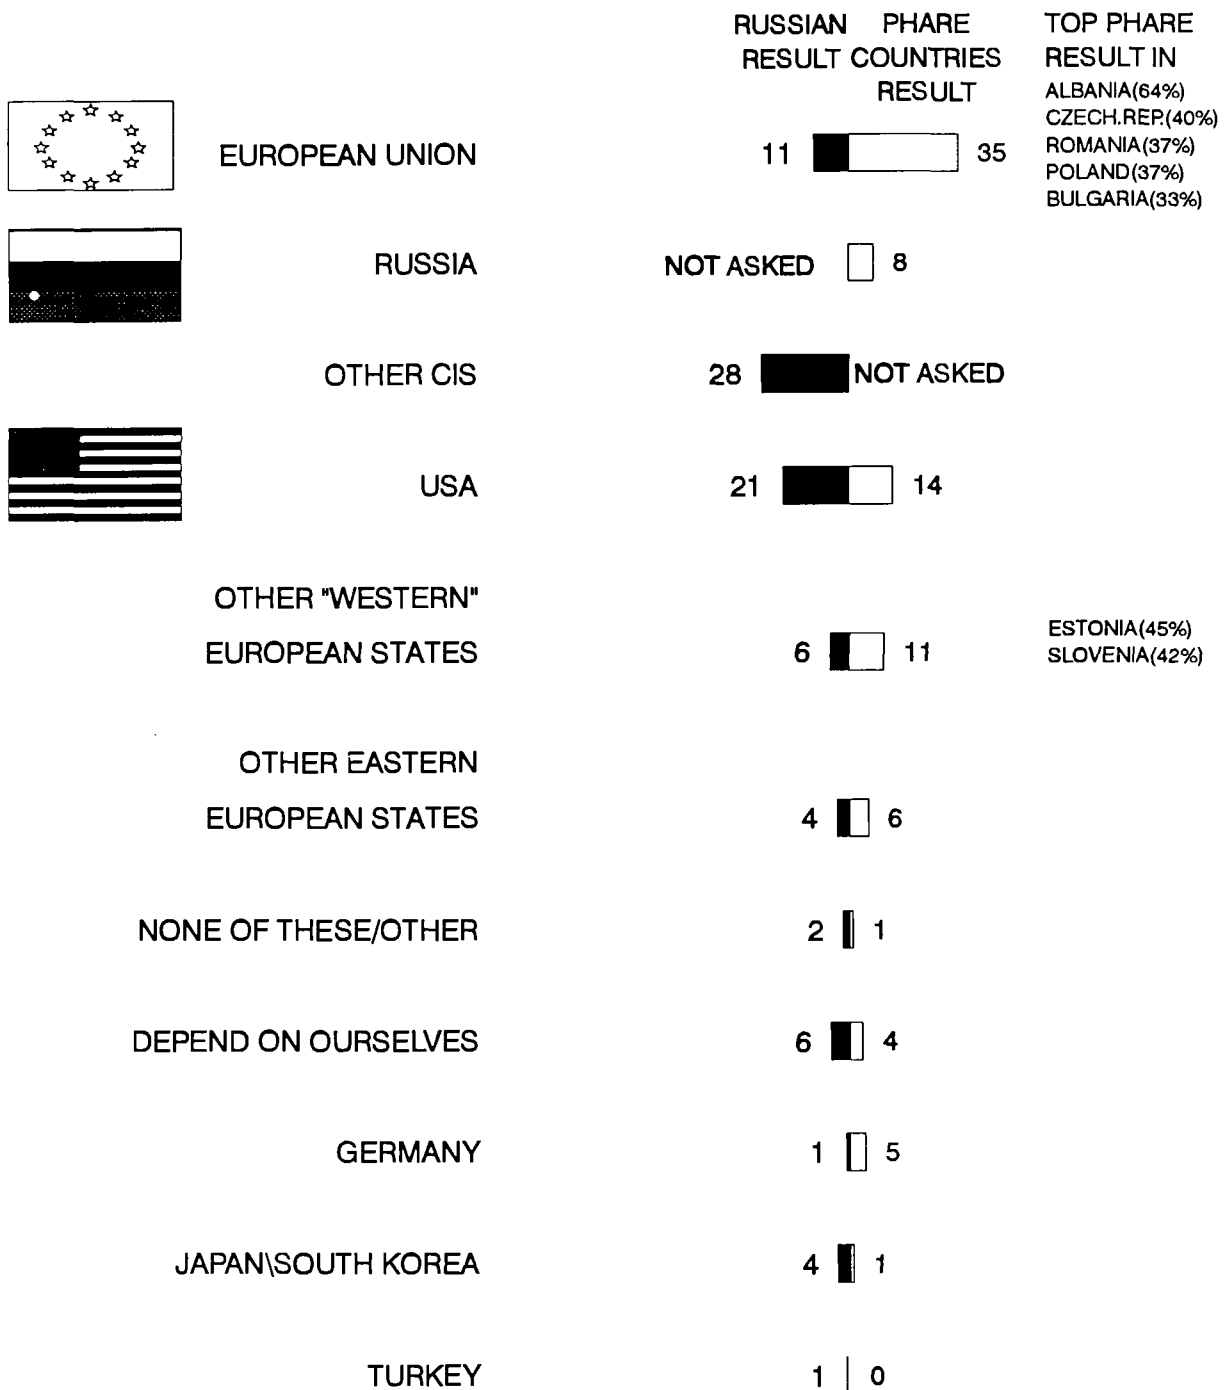 RUSSIAN PHARE TOP PHARE
RESULT COUNTRIES RESULT IN
RESULT ALBANIA(64%)
CZECH.REP.(40%)
EUROPEAN UNION 11 35 ROMANIA(37%)
POLAND(37%)
BULGARIA(33%)
RUSSIA NOT ASKED 8
OTHER CIS 28 NOT ASKED
USA 21 14
OTHER "WESTERN"
ESTONIA(45%)
EUROPEAN STATES 6 11 SLOVENIA(42%)
OTHER EASTERN
EUROPEAN STATES 4 6
NONE OF THESE/OTHER 2 1
DEPEND ON OURSELVES 6 4
GERMANY 1 5
JAPAN\SOUTH KOREA 4 1
TURKEY 1 0